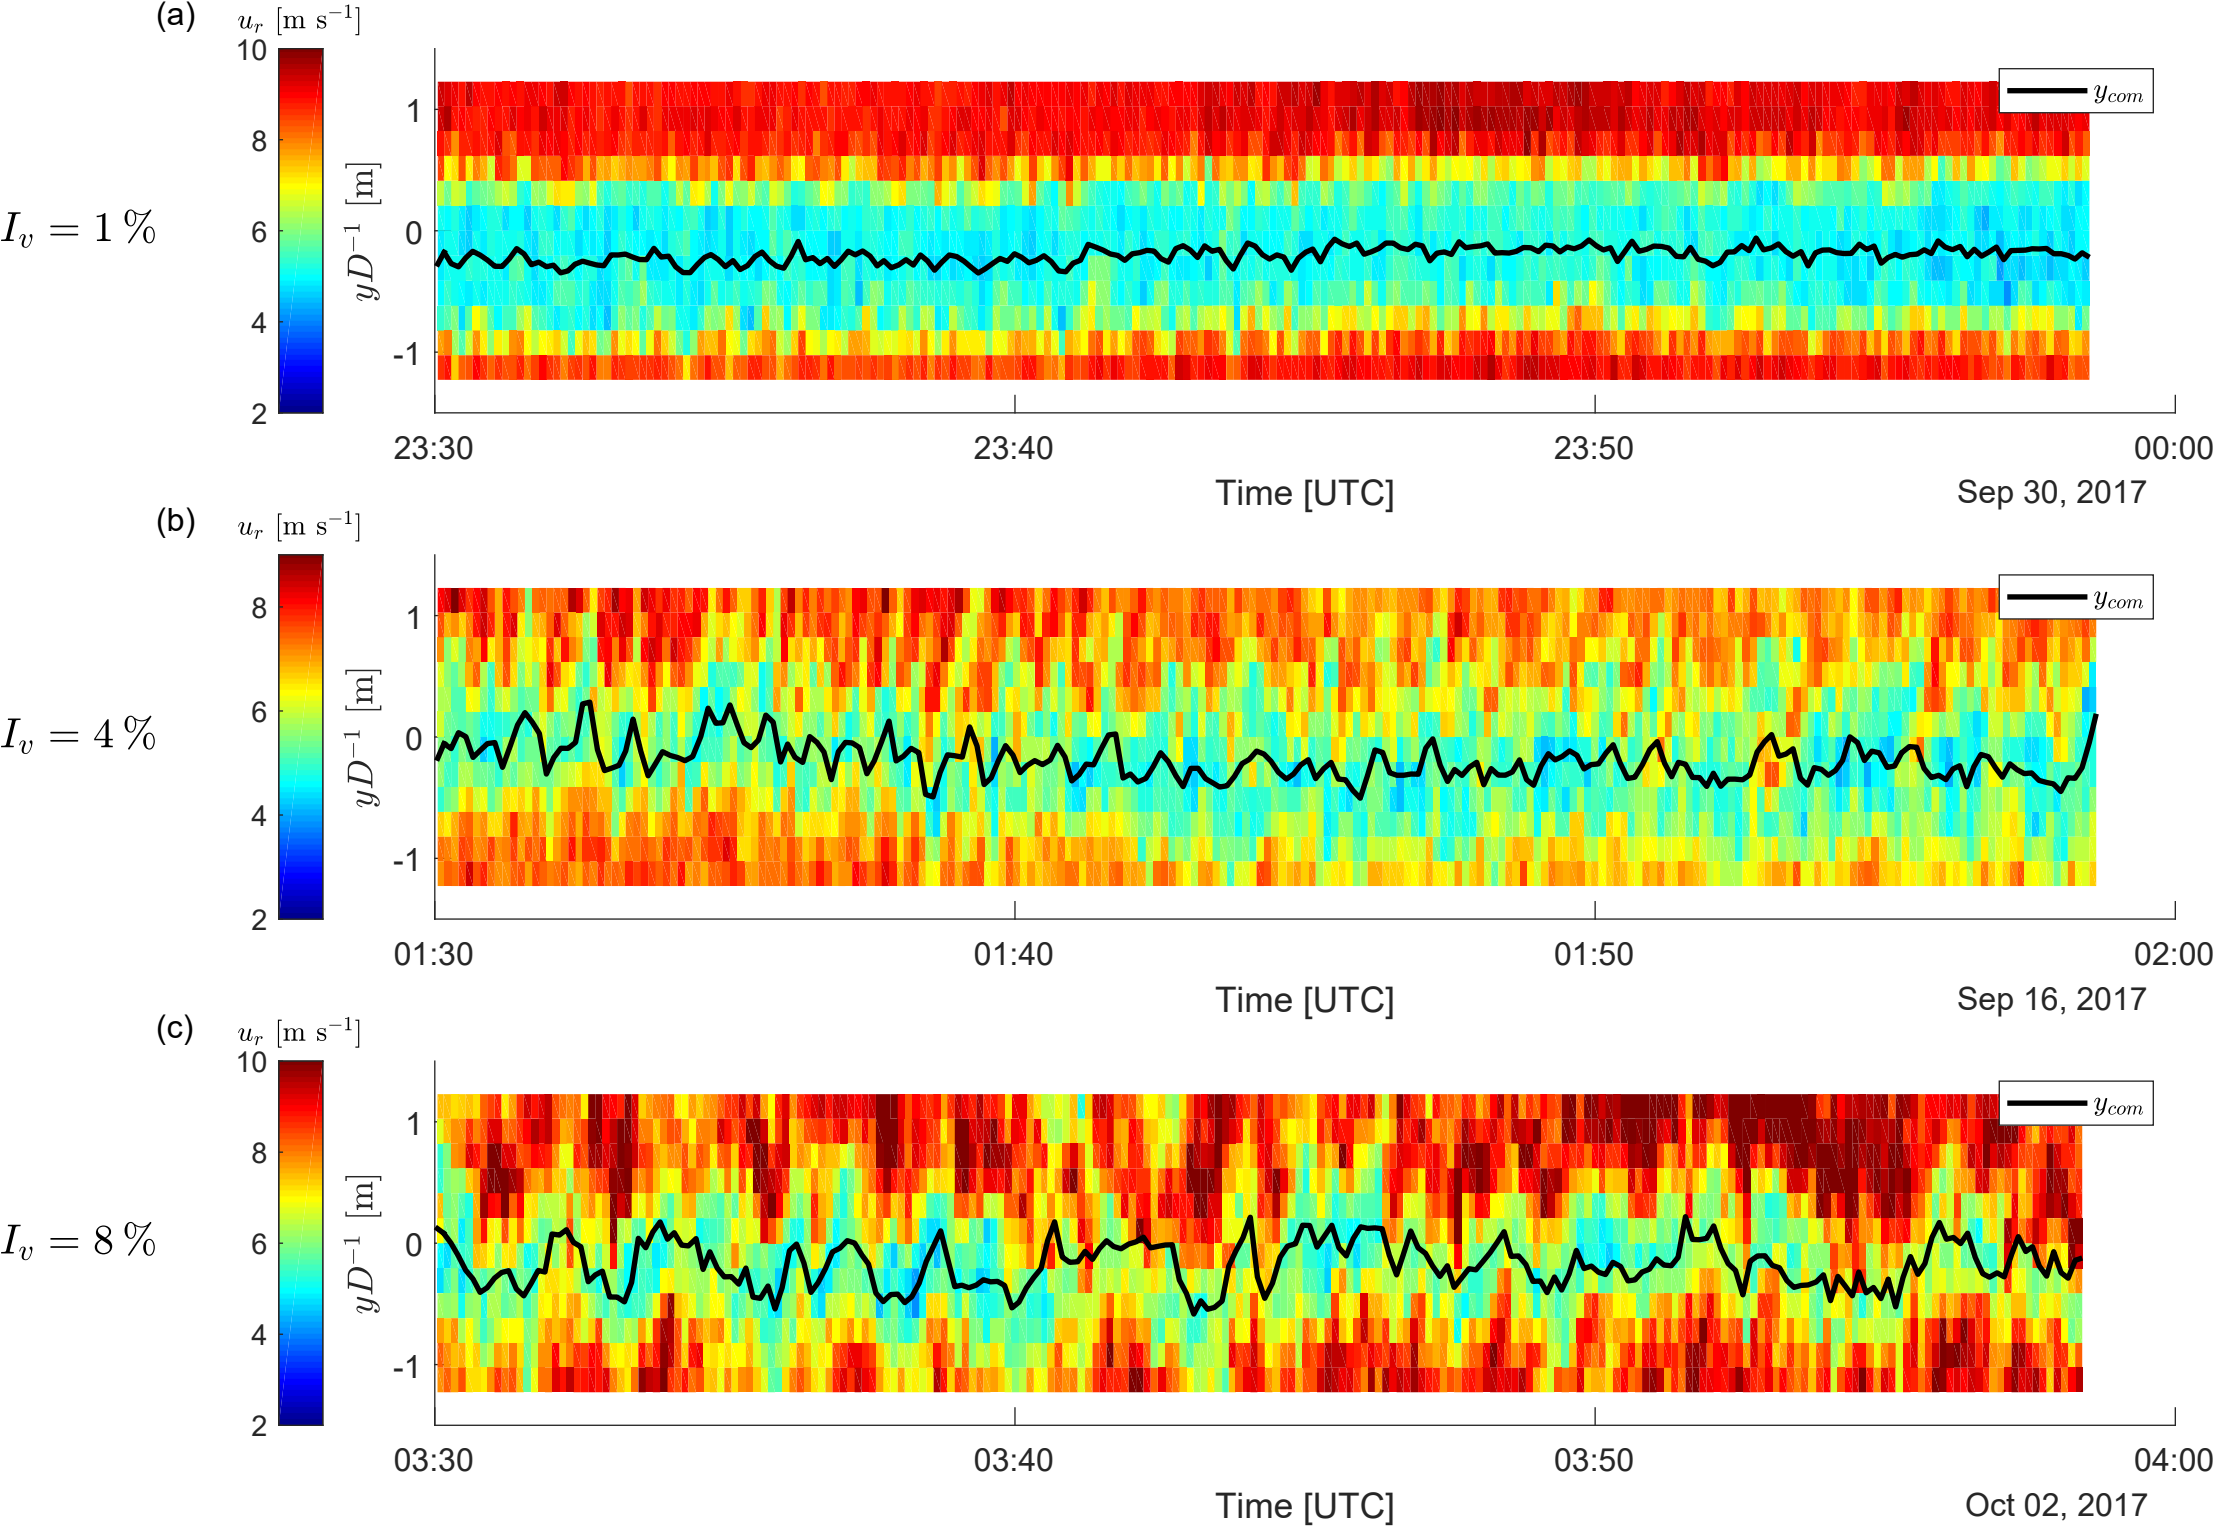 (a)
u_r [m s⁻¹]
10
8
6
4
2
I_v = 1 %
yD⁻¹ [m]
1
0
-1
y_com
23:30 23:40 23:50 00:00
Time [UTC]
Sep 30, 2017
(b)
u_r [m s⁻¹]
8
6
4
2
I_v = 4 %
yD⁻¹ [m]
1
0
-1
y_com
01:30 01:40 01:50 02:00
Time [UTC]
Sep 16, 2017
(c)
u_r [m s⁻¹]
10
8
6
4
2
I_v = 8 %
yD⁻¹ [m]
1
0
-1
y_com
03:30 03:40 03:50 04:00
Time [UTC]
Oct 02, 2017